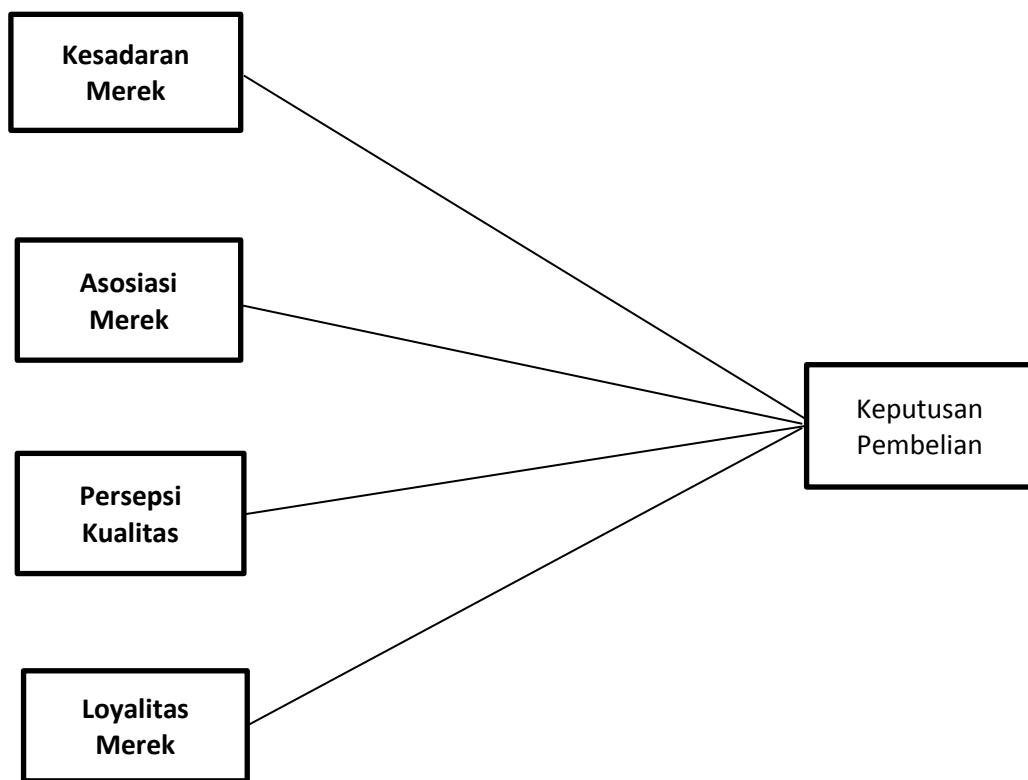 Kesadaran
Merek
Asosiasi
Merek
Keputusan
Pembelian
Persepsi
Kualitas
Loyalitas
Merek